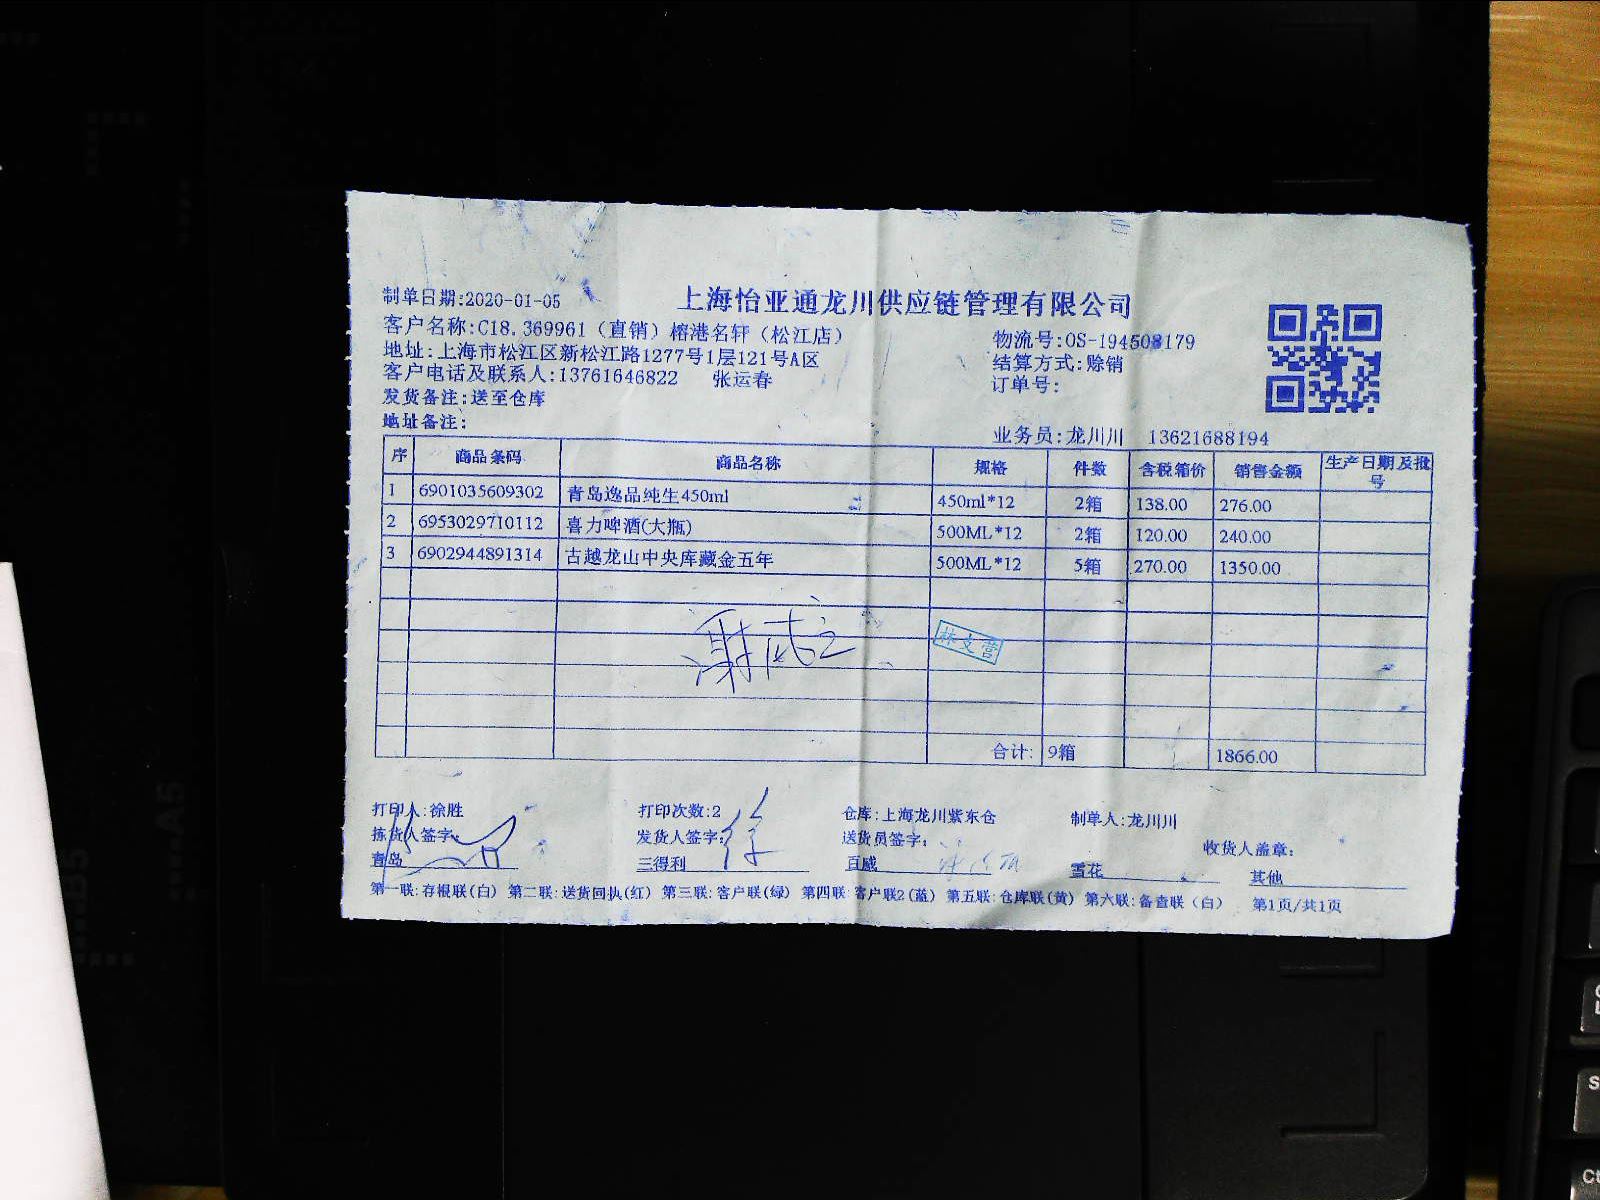 上海怡亚通龙川供应链管理有限公司
制单日期:2020-01-05
客户名称:C18.369961（直销）榕港名轩（松江店）
物流号:OS-194508179
地址:上海市松江区新松江路1277号1层121号A区
结算方式:赊销
客户电话及联系人:13761646822 张运春
订单号:
发货备注:送至仓库
地址备注:
业务员:龙川川 13621688194
序 商品条码 商品名称 规格 件数 含税箱价 销售金额 生产日期及批号
1 6901035609302 青岛逸品纯生450ml 450ml*12 2箱 138.00 276.00
2 6953029710112 喜力啤酒(大瓶) 500ML*12 2箱 120.00 240.00
3 6902944891314 古越龙山中央库藏金五年 500ML*12 5箱 270.00 1350.00
林文营
合计: 9箱 1866.00
打印人:徐胜 打印次数:2 仓库:上海龙川紫东仓 制单人:龙川川
拣货人签字: 发货人签字: 送货员签字: 收货人盖章:
青岛 三得利 百威 雪花 其他
第一联:存根联(白) 第二联:送货回执(红) 第三联:客户联(绿) 第四联:客户联2(蓝) 第五联:仓库联(黄) 第六联:备查联（白） 第1页/共1页
B5
A5